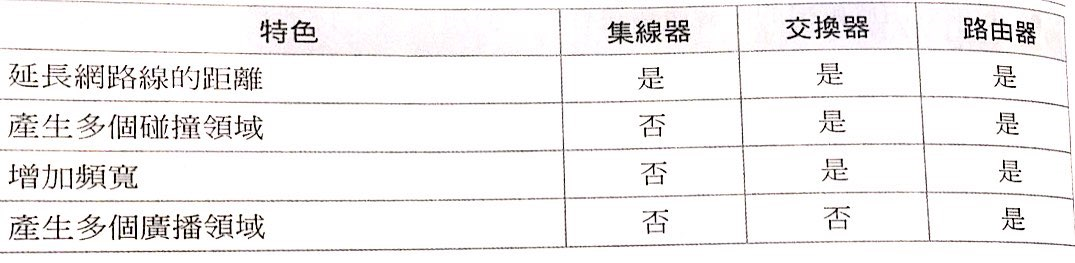 特色 集線器 交換器 路由器
延長網路線的距離 是 是 是
產生多個碰撞領域 否 是 是
增加頻寬 否 是 是
產生多個廣播領域 否 否 是